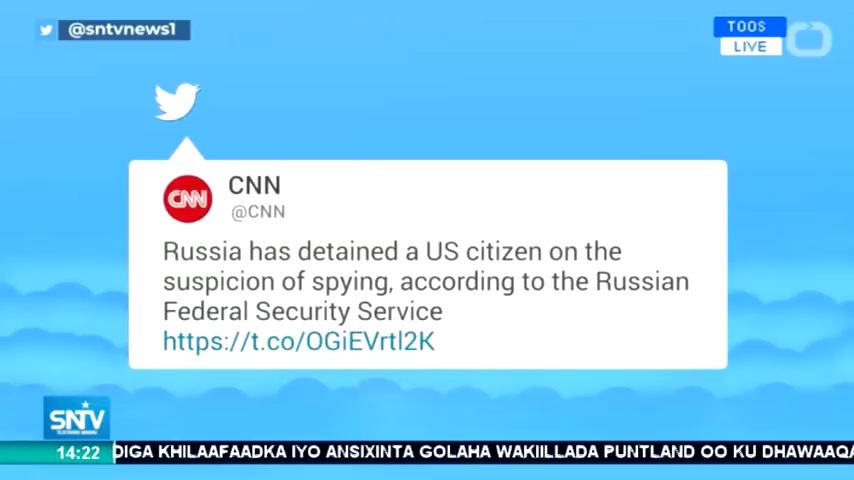 @sntvnews1
TOOS
LIVE
CNN
CNN
@CNN
Russia has detained a US citizen on the
suspicion of spying, according to the Russian
Federal Security Service
https://t.co/OGiEVrtl2K
SNTV
14:22
DIGA KHILAAFAADKA IYO ANSIXINTA GOLAHA WAKIILLADA PUNTLAND OO KU DHAWAAQA